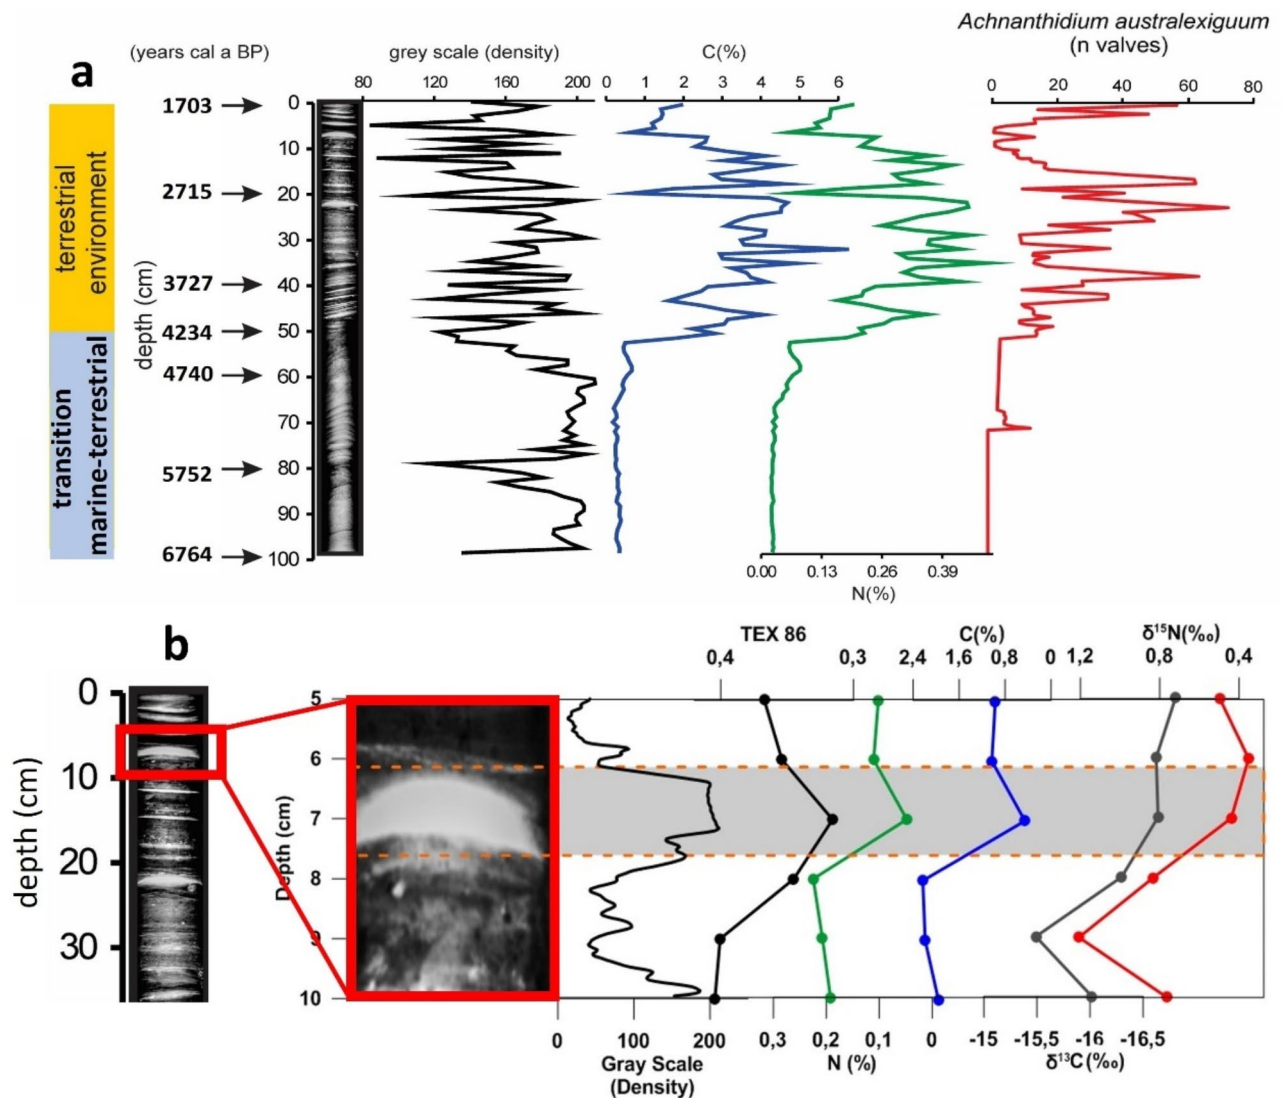 a
(years cal a BP)
grey scale (density)
C(%)
Achnanthidium australexiguum
(n valves)
80 120 160 200
0 1 2 3 4 5 6
0 20 40 60 80
terrestrial
environment
transition
marine-terrestrial
1703
2715
3727
4234
4740
5752
6764
depth (cm)
0
10
20
30
40
50
60
70
80
90
100
0.00 0.13 0.26 0.39
N(%)
b
depth (cm)
0
10
20
30
TEX 86
C(%)
δ¹⁵N(‰)
0,4 0,3 2,4 1,6 0,8 0 1,2 0,8 0,4
Depth (cm)
5
6
7
8
9
10
0 100 200 0,3 0,2 0,1 0 -15 -15,5 -16 -16,5
Gray Scale
(Density)
N (%)
δ¹³C(‰)